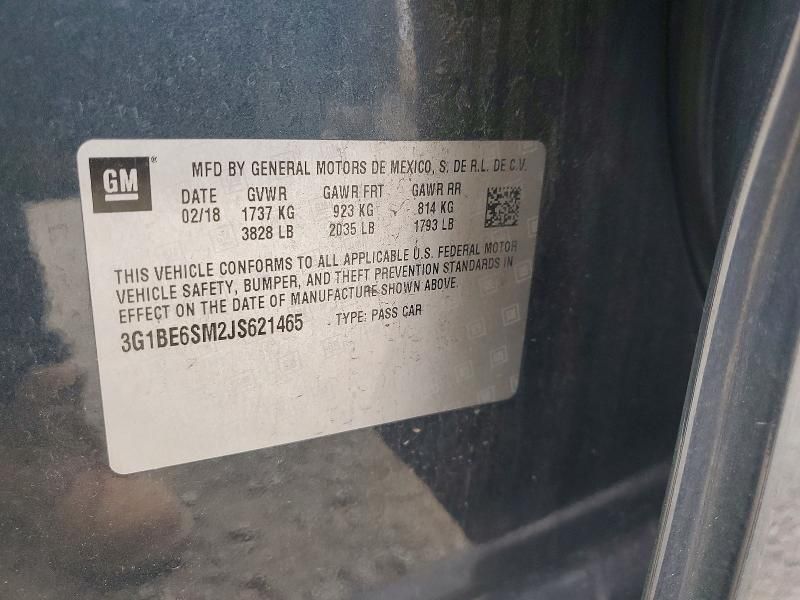 GM
MFD BY GENERAL MOTORS DE MEXICO, S. DE R.L. DE C.V.
DATE GVWR GAWR FRT GAWR RR
02/18 1737 KG 923 KG 814 KG
3828 LB 2035 LB 1793 LB
THIS VEHICLE CONFORMS TO ALL APPLICABLE U.S. FEDERAL MOTOR
VEHICLE SAFETY, BUMPER, AND THEFT PREVENTION STANDARDS IN
EFFECT ON THE DATE OF MANUFACTURE SHOWN ABOVE.
3G1BE6SM2JS621465 TYPE: PASS CAR